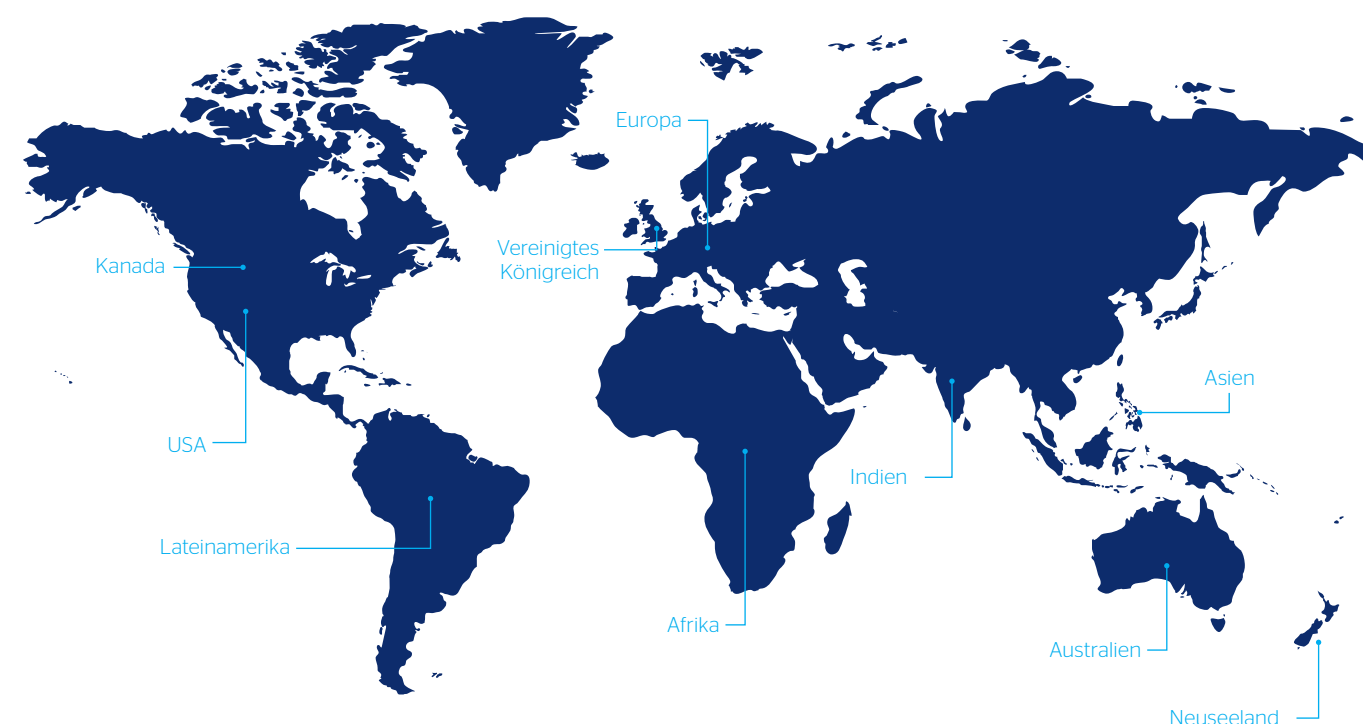 Europa
Vereinigtes
Königreich
Kanada
Asien
USA
Indien
Lateinamerika
Afrika
Australien
Neuseeland